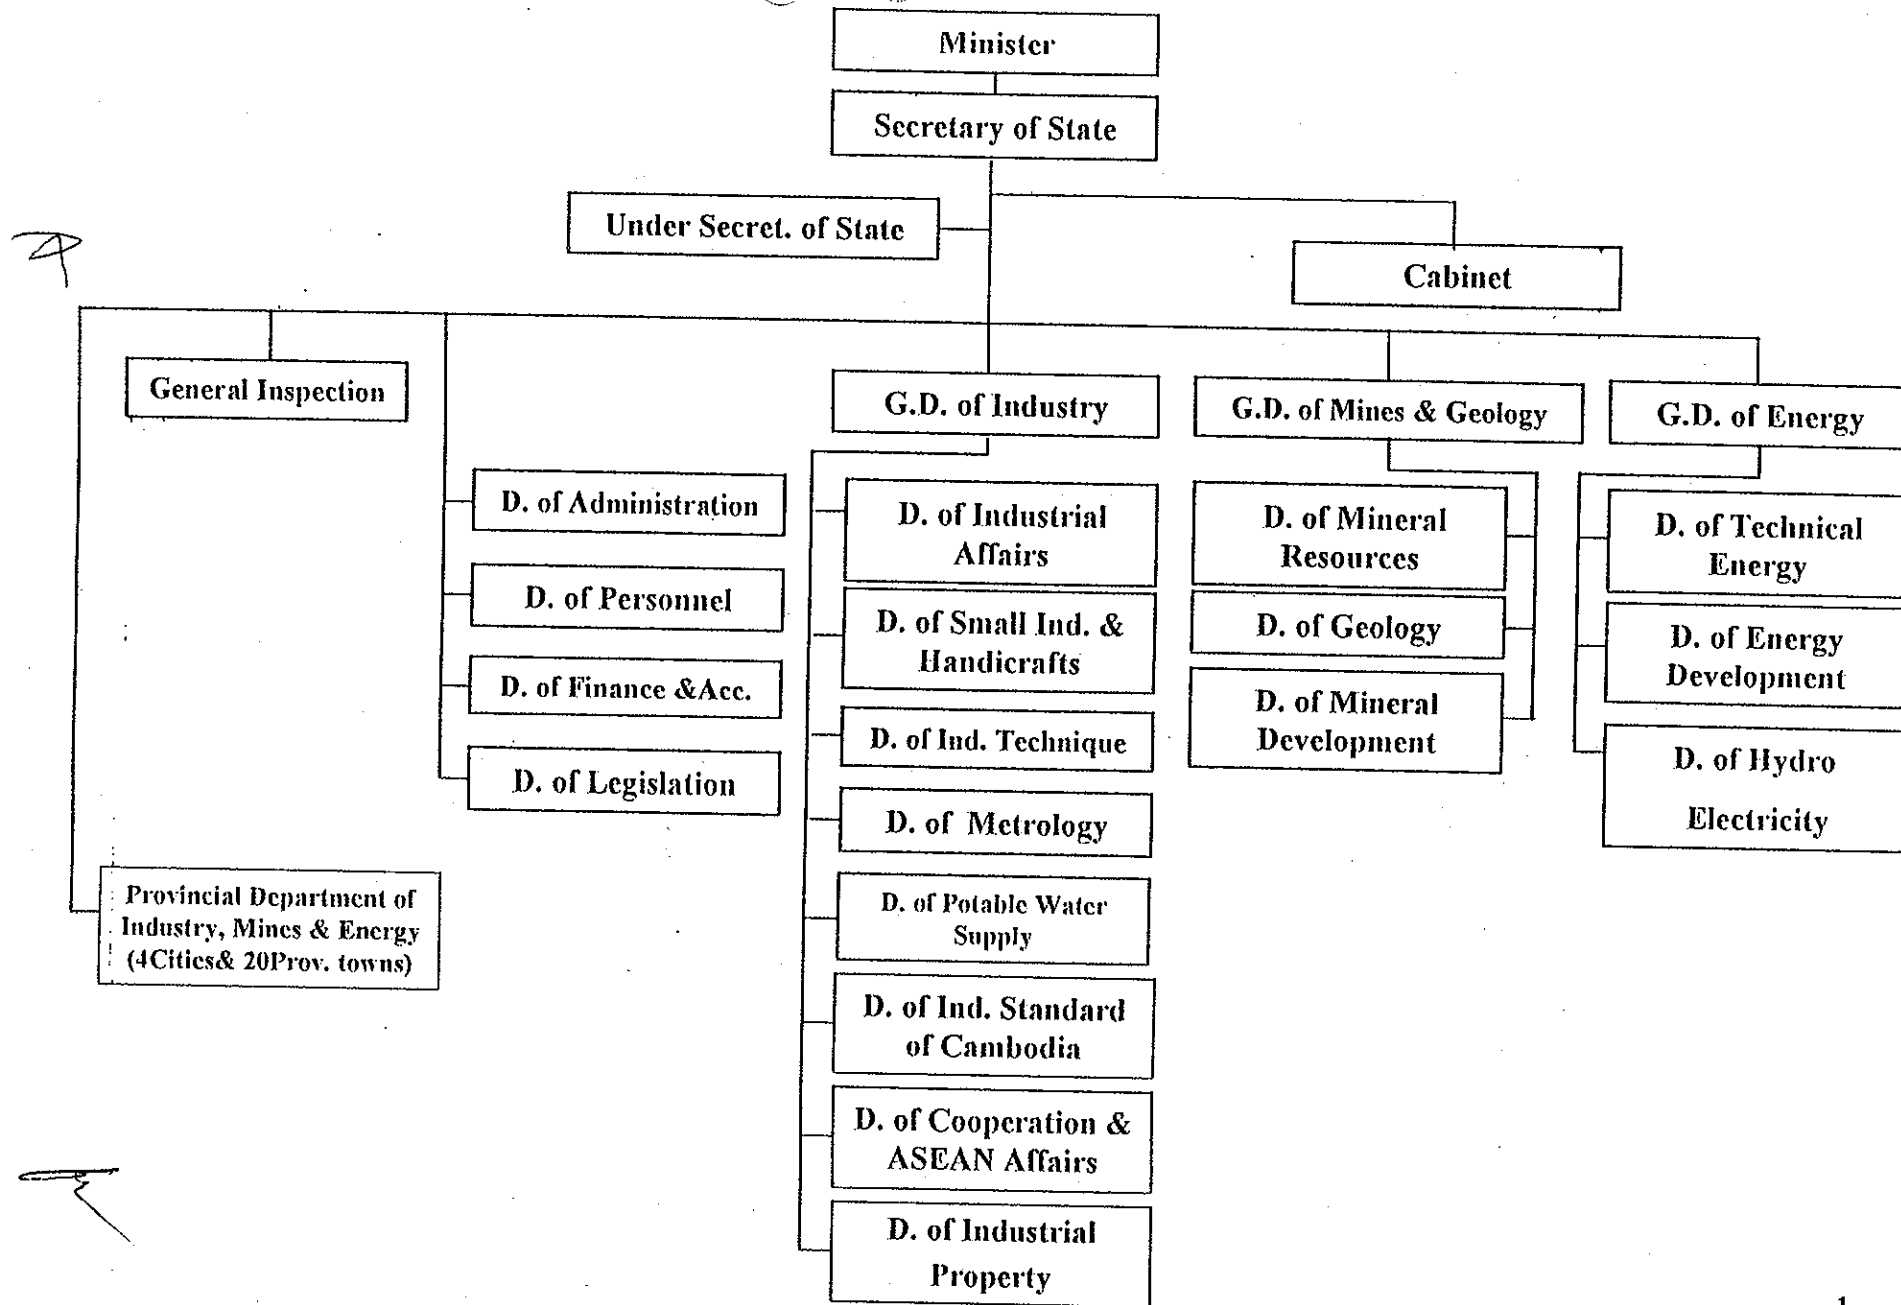 Minister
Secretary of State
Under Secret. of State
Cabinet
General Inspection
G.D. of Industry
G.D. of Mines & Geology
G.D. of Energy
D. of Administration
D. of Personnel
D. of Finance &Acc.
D. of Legislation
Provincial Department of
Industry, Mines & Energy
(4Cities& 20Prov. towns)
D. of Industrial
Affairs
D. of Small Ind. &
Handicrafts
D. of Ind. Technique
D. of Metrology
D. of Potable Water
Supply
D. of Ind. Standard
of Cambodia
D. of Cooperation &
ASEAN Affairs
D. of Industrial
Property
D. of Mineral
Resources
D. of Geology
D. of Mineral
Development
D. of Technical
Energy
D. of Energy
Development
D. of Hydro
Electricity